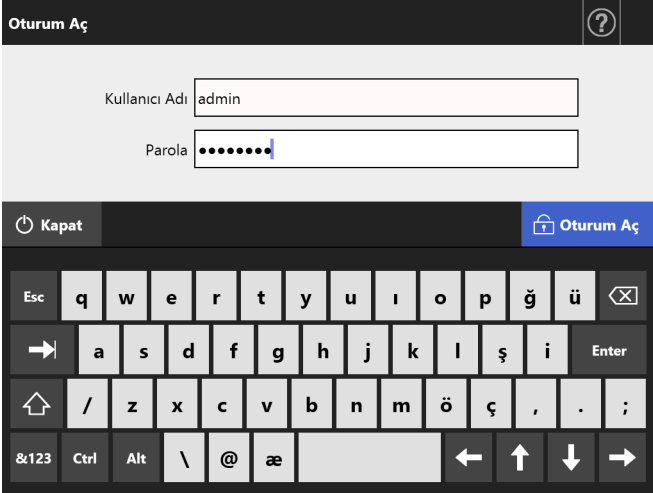 Oturum Aç ?
Kullanıcı Adı admin
Parola ••••••••
Kapat Oturum Aç
Esc q w e r t y u ı o p ğ ü
a s d f g h j k l ş i Enter
/ z x c v b n m ö ç , . ;
&123 Ctrl Alt \ @ æ